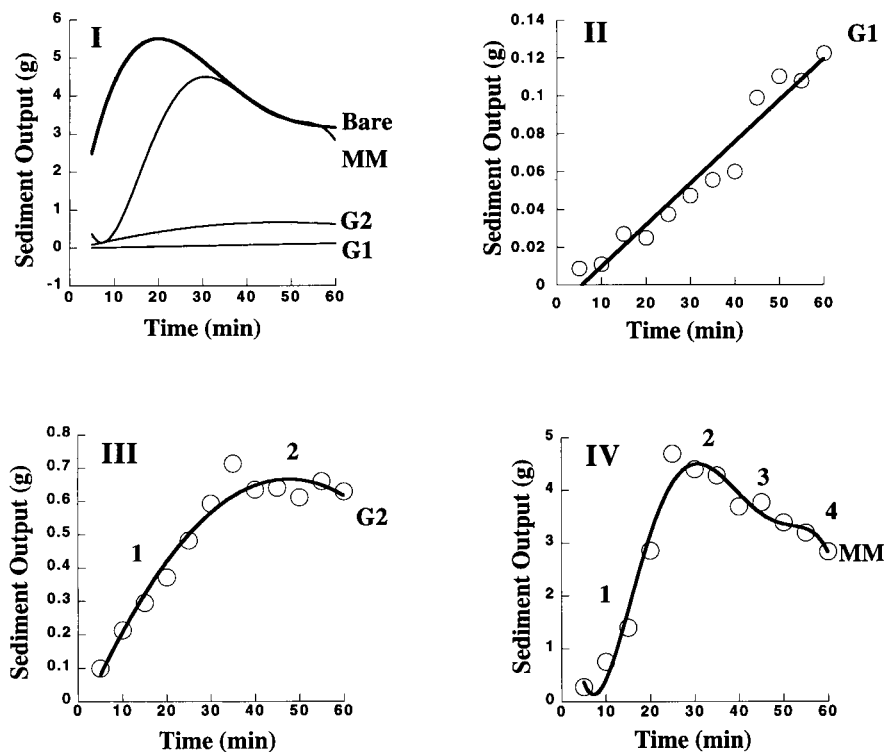 I
Sediment Output (g)
6
5
4
3
2
1
0
-1
Bare
MM
G2
G1
0 10 20 30 40 50 60
Time (min)
II
G1
Sediment Output (g)
0.14
0.12
0.1
0.08
0.06
0.04
0.02
0
0 10 20 30 40 50 60
Time (min)
III
Sediment Output (g)
0.8
0.7
0.6
0.5
0.4
0.3
0.2
0.1
0
1
2
G2
0 10 20 30 40 50 60
Time (min)
IV
Sediment Output (g)
5
4
3
2
1
0
1
2
3
4
MM
0 10 20 30 40 50 60
Time (min)